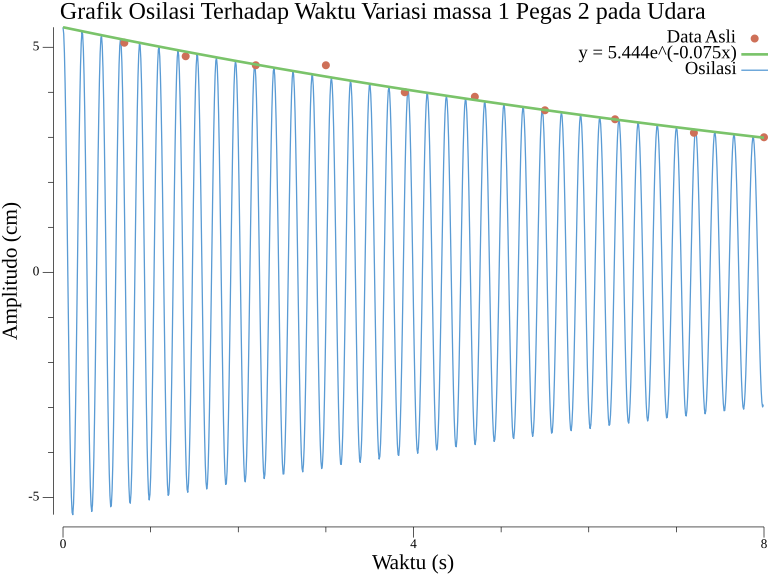 Grafik Osilasi Terhadap Waktu Variasi massa 1 Pegas 2 pada Udara
Data Asli
y = 5.444e^(-0.075x)
Osilasi
5
0
-5
Amplitudo (cm)
0 4 8
Waktu (s)